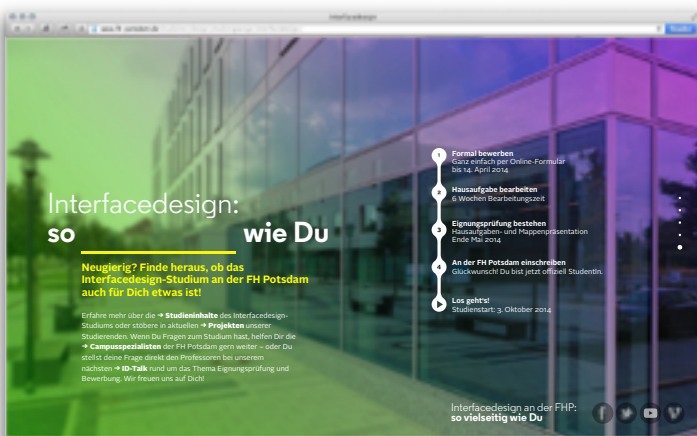 Interfacedesign
Interfacedesign:
so wie Du
Neugierig? Finde heraus, ob das
Interfacedesign-Studium an der FH Potsdam
auch für Dich etwas ist!
Erfahre mehr über die ➔ Studieninhalte des Interfacedesign-
Studiums oder stöbere in aktuellen ➔ Projekten unserer
Studierenden. Wenn Du Fragen zum Studium hast, helfen Dir die
➔ Campusspezialisten der FH Potsdam gern weiter – oder Du
stellst deine Frage direkt den Professoren bei unserem
nächsten ➔ ID-Talk rund um das Thema Eignungsprüfung und
Bewerbung. Wir freuen uns auf Dich!
1 Formal bewerben
Ganz einfach per Online-Formular
bis 14. April 2014
2 Hausaufgabe bearbeiten
6 Wochen Bearbeitungszeit
3 Eignungsprüfung bestehen
Hausaufgaben- und Mappenpräsentation
Ende Mai 2014
4 An der FH Potsdam einschreiben
Glückwunsch! Du bist jetzt offiziell StudentIn.
Los geht's!
Studienstart: 3. Oktober 2014
Interfacedesign an der FHP:
so vielseitig wie Du